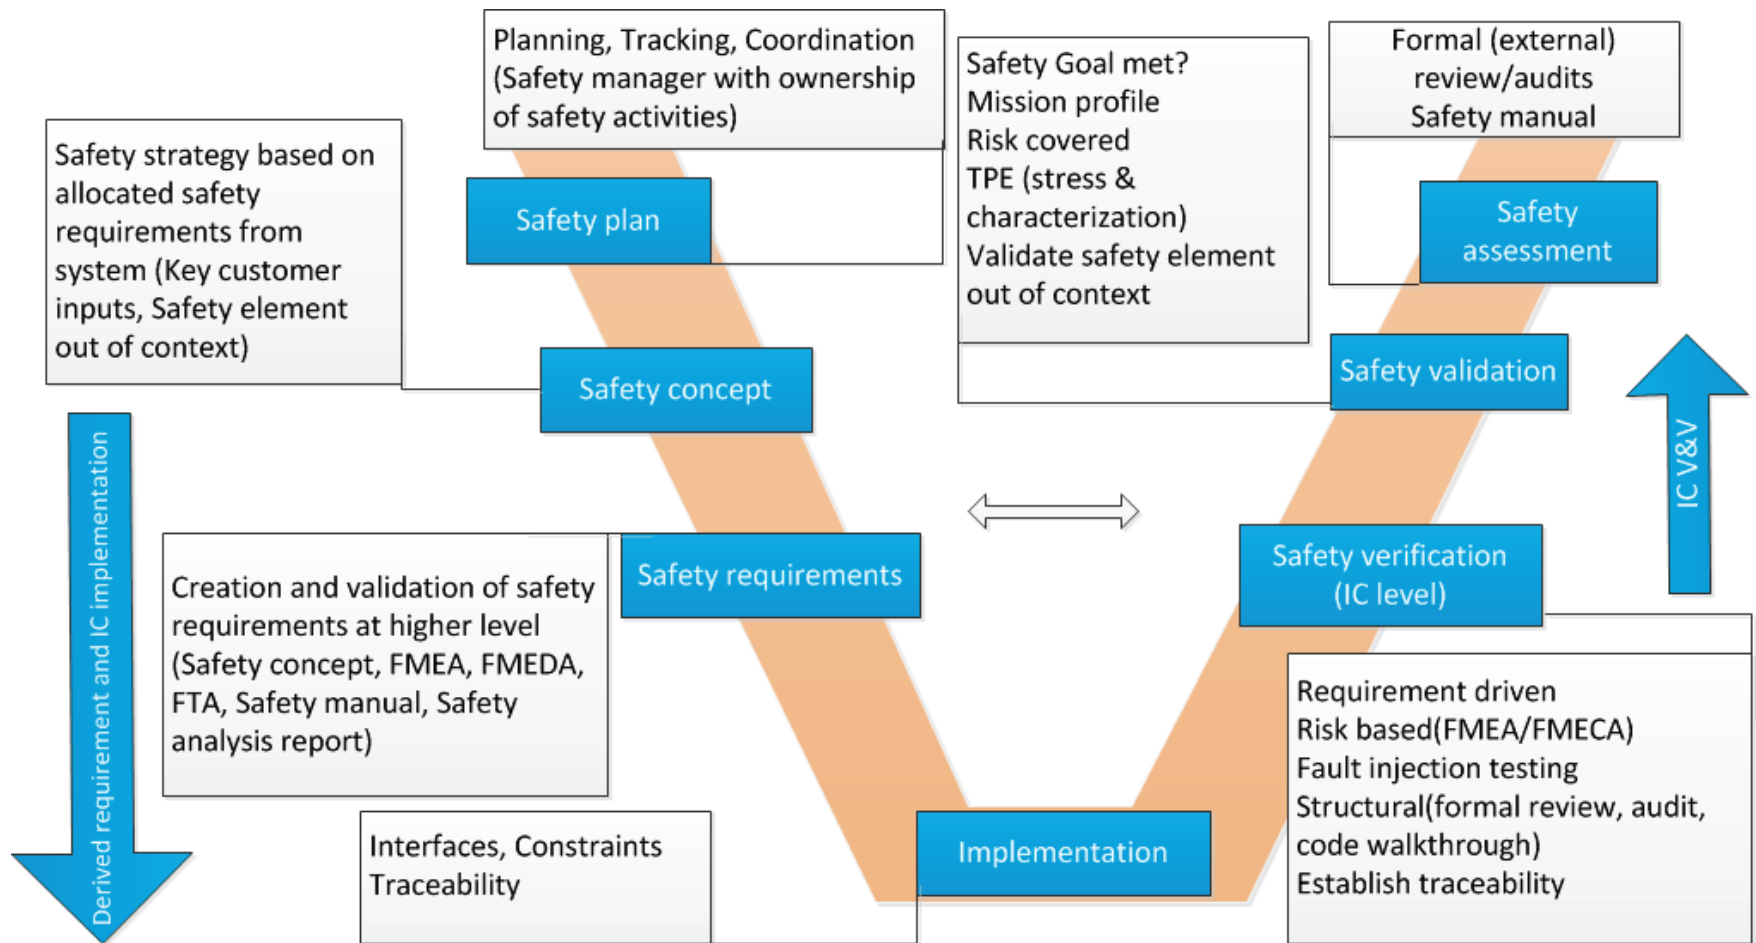 Planning, Tracking, Coordination
(Safety manager with ownership
of safety activities)
Safety plan
Safety strategy based on
allocated safety
requirements from
system (Key customer
inputs, Safety element
out of context)
Safety concept
Derived requirement and IC implementation
Creation and validation of safety
requirements at higher level
(Safety concept, FMEA, FMEDA,
FTA, Safety manual, Safety
analysis report)
Safety requirements
Interfaces, Constraints
Traceability
Implementation
Safety Goal met?
Mission profile
Risk covered
TPE (stress &
characterization)
Validate safety element
out of context
Formal (external)
review/audits
Safety manual
Safety
assessment
Safety validation
IC V&V
Safety verification
(IC level)
Requirement driven
Risk based(FMEA/FMECA)
Fault injection testing
Structural(formal review, audit,
code walkthrough)
Establish traceability